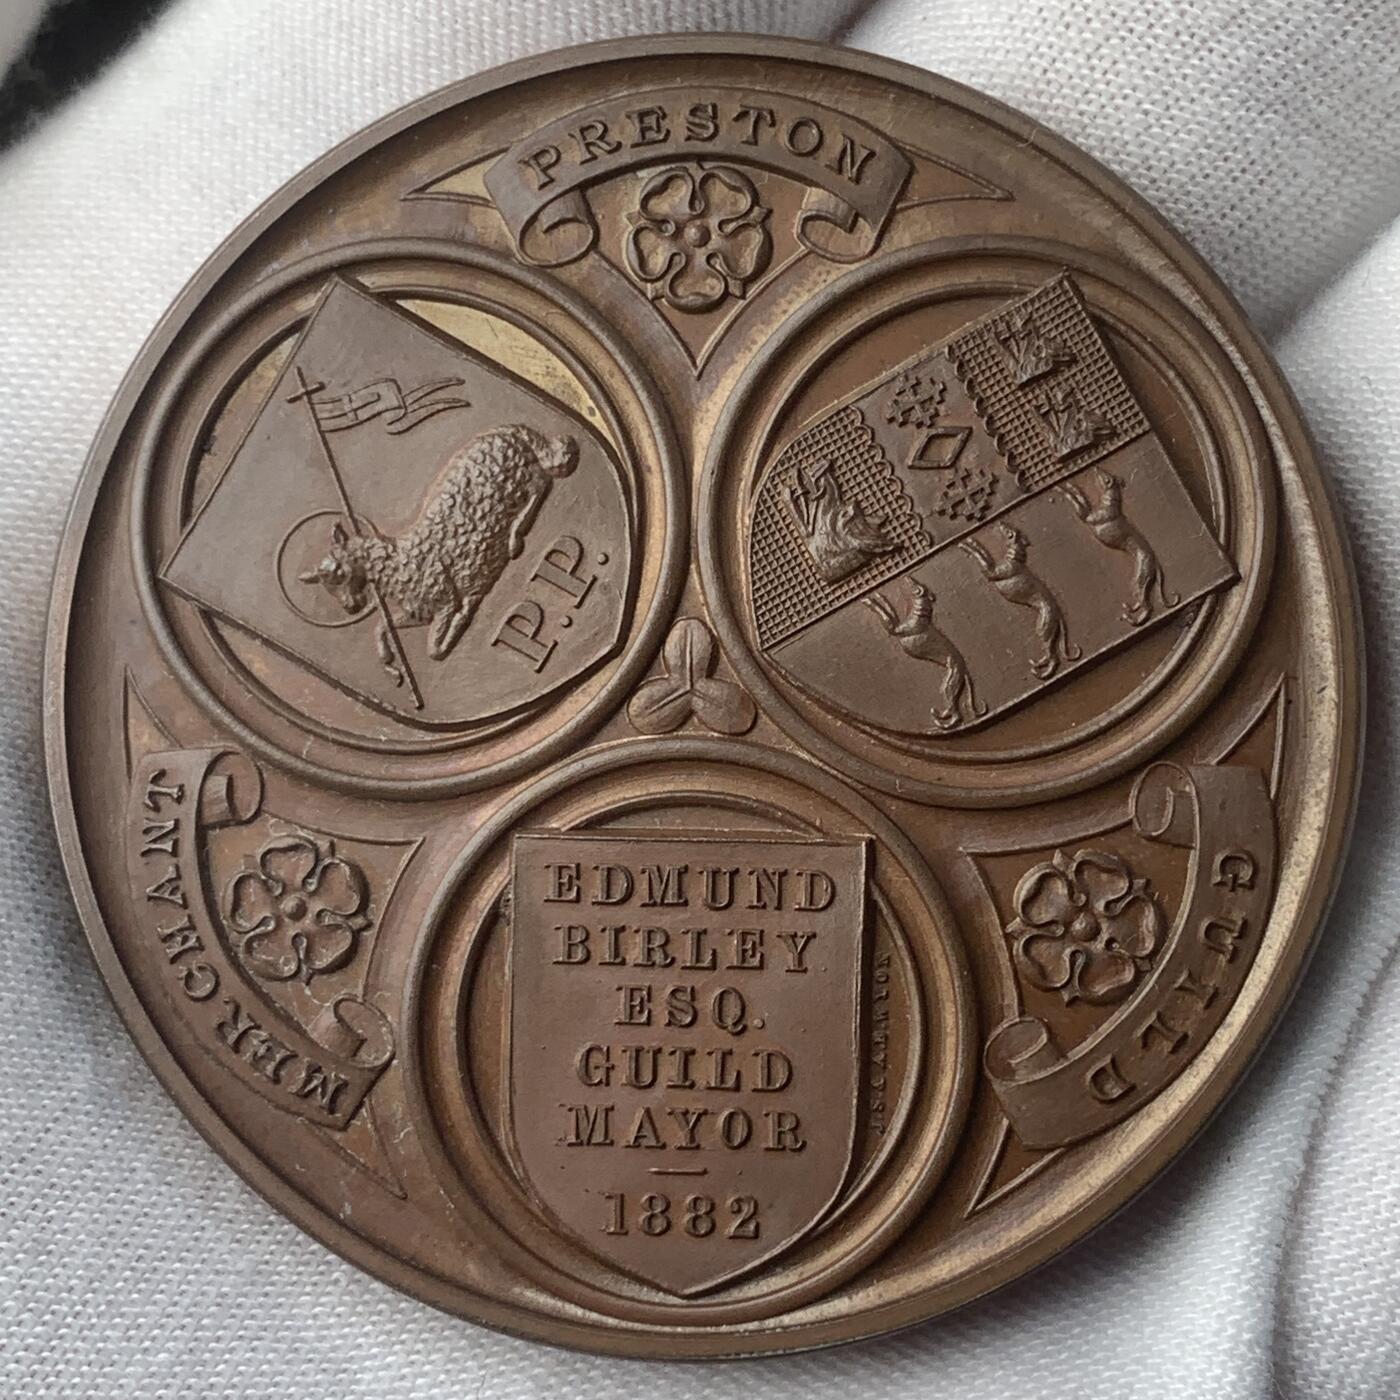 PRESTON
P.P.
MERCHANT
GUILD
EDMUND
BIRLEY
ESQ.
GUILD
MAYOR
1882